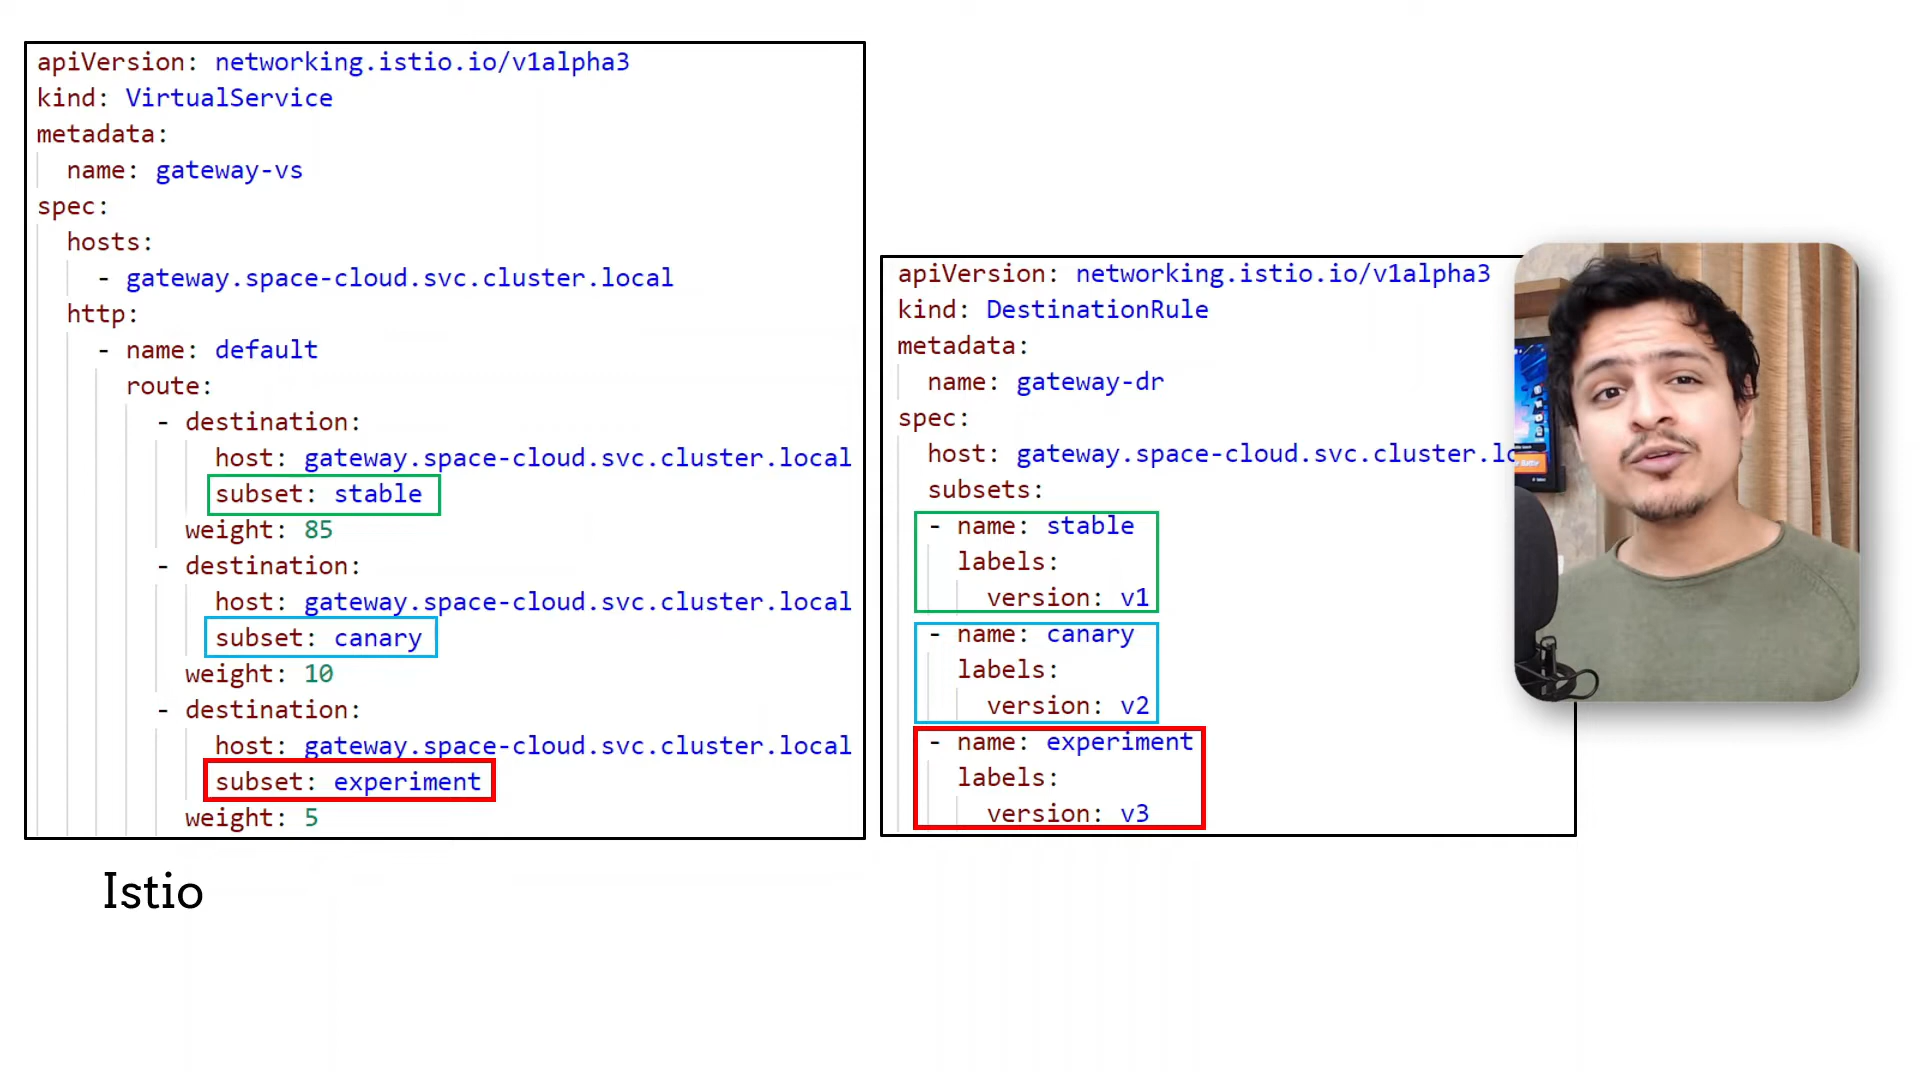 apiVersion: networking.istio.io/v1alpha3
kind: VirtualService
metadata:
  name: gateway-vs
spec:
  hosts:
    - gateway.space-cloud.svc.cluster.local
  http:
    - name: default
      route:
        - destination:
            host: gateway.space-cloud.svc.cluster.local
            subset: stable
          weight: 85
        - destination:
            host: gateway.space-cloud.svc.cluster.local
            subset: canary
          weight: 10
        - destination:
            host: gateway.space-cloud.svc.cluster.local
            subset: experiment
          weight: 5
apiVersion: networking.istio.io/v1alpha3
kind: DestinationRule
metadata:
  name: gateway-dr
spec:
  host: gateway.space-cloud.svc.cluster.lo
  subsets:
  - name: stable
    labels:
      version: v1
  - name: canary
    labels:
      version: v2
  - name: experiment
    labels:
      version: v3
Istio